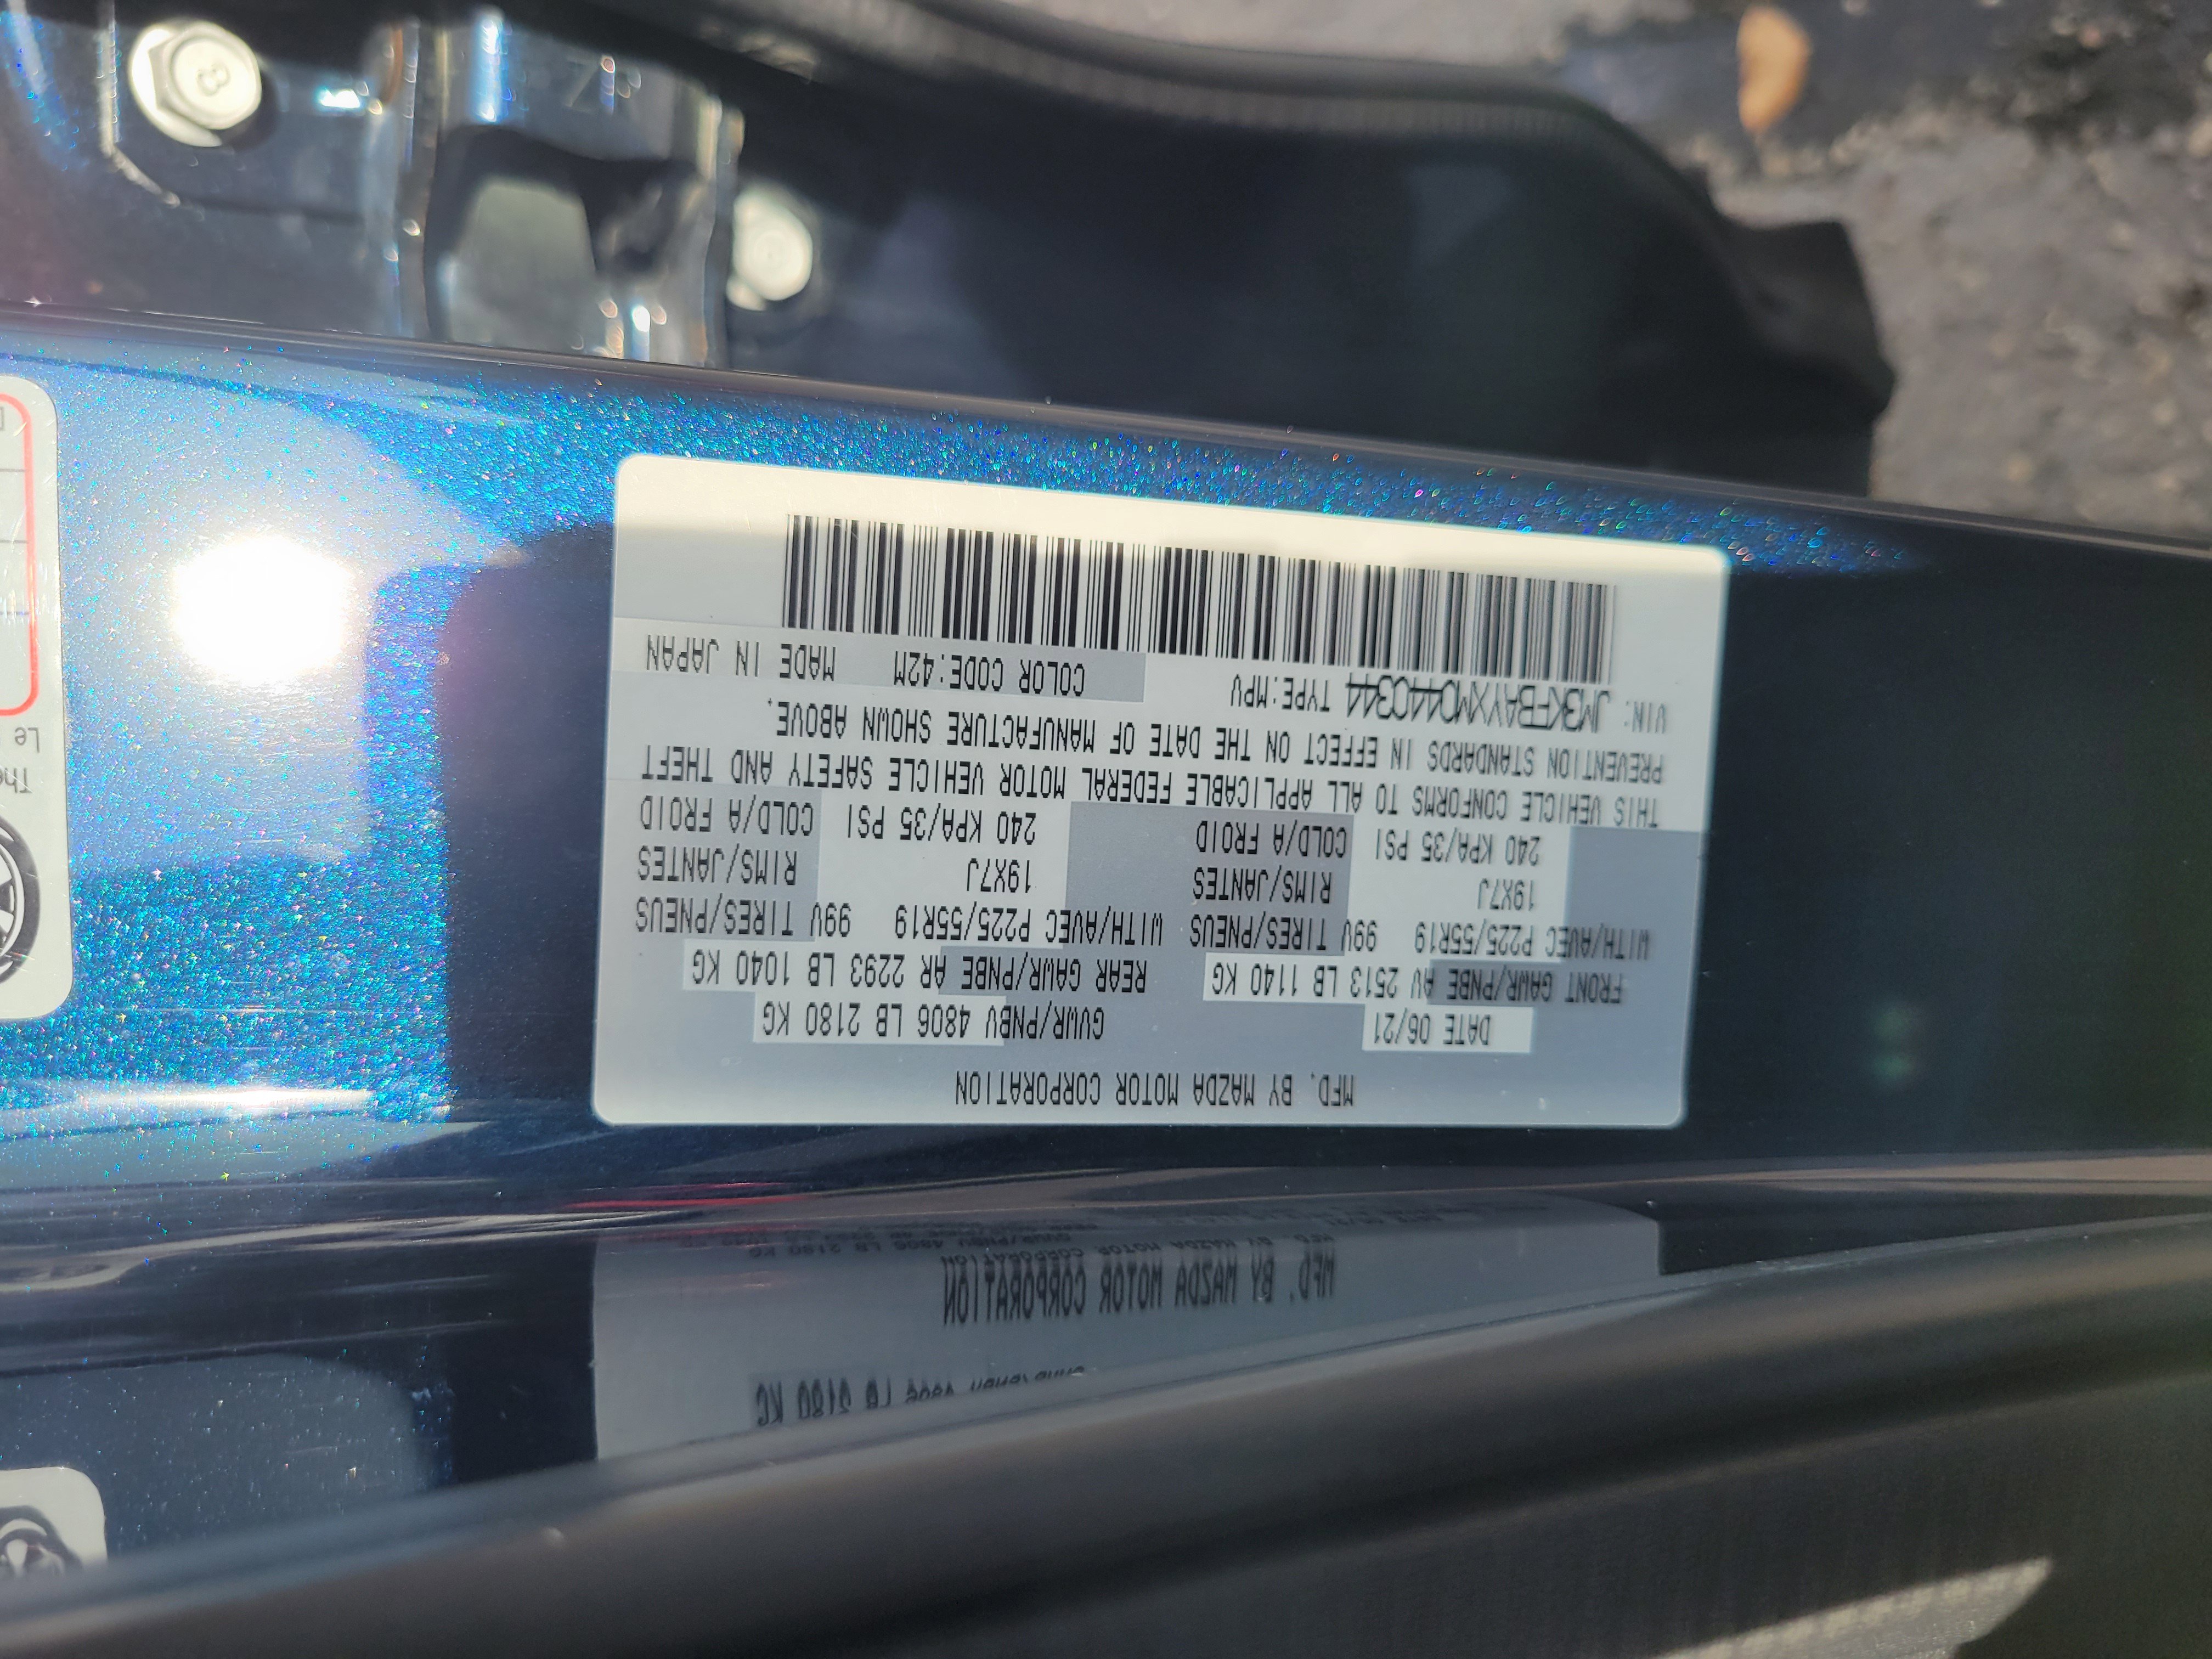 MFD. BY MAZDA MOTOR CORPORATION
DATE 06/21 GVWR/PNBV 4806 LB 2180 KG
FRONT GAWR/PNBE AV 2513 LB 1140 KG REAR GAWR/PNBE AR 2293 LB 1040 KG
WITH/AVEC P225/55R19 99V TIRES/PNEUS WITH/AVEC P225/55R19 99V TIRES/PNEUS
19X7J RIMS/JANTES 19X7J RIMS/JANTES
240 KPA/35 PSI COLD/A FROID 240 KPA/35 PSI COLD/A FROID
THIS VEHICLE CONFORMS TO ALL APPLICABLE FEDERAL MOTOR VEHICLE SAFETY AND THEFT
PREVENTION STANDARDS IN EFFECT ON THE DATE OF MANUFACTURE SHOWN ABOVE.
VIN: JM3KFBAYXM0440344 TYPE:MPV COLOR CODE:42M MADE IN JAPAN
The
Le